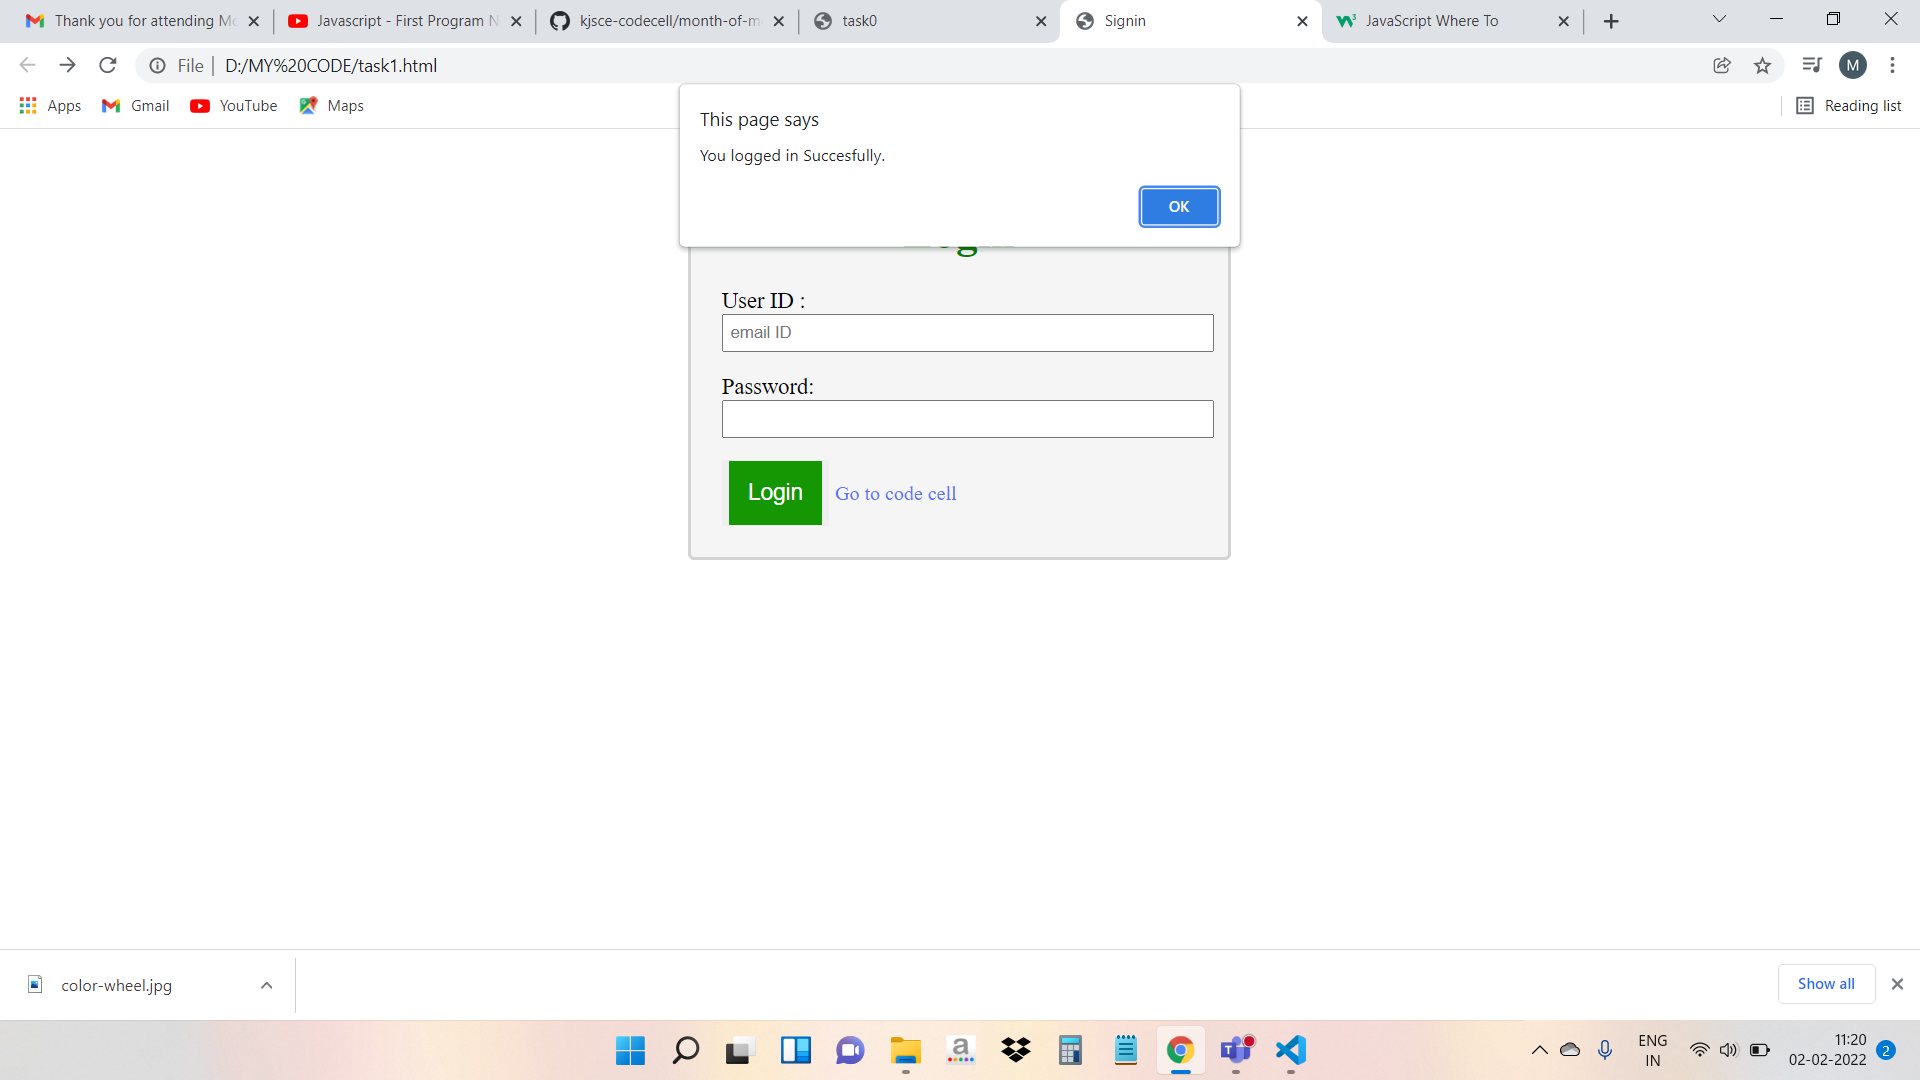 Thank you for attending Mo
Javascript - First Program N
kjsce-codecell/month-of-m
task0
Signin
JavaScript Where To
File
D:/MY%20CODE/task1.html
M
Apps
Gmail
YouTube
Maps
Reading list
This page says
You logged in Succesfully.
OK
User ID :
email ID
Password:
Login
Go to code cell
color-wheel.jpg
Show all
ENG
IN
11:20
02-02-2022
2